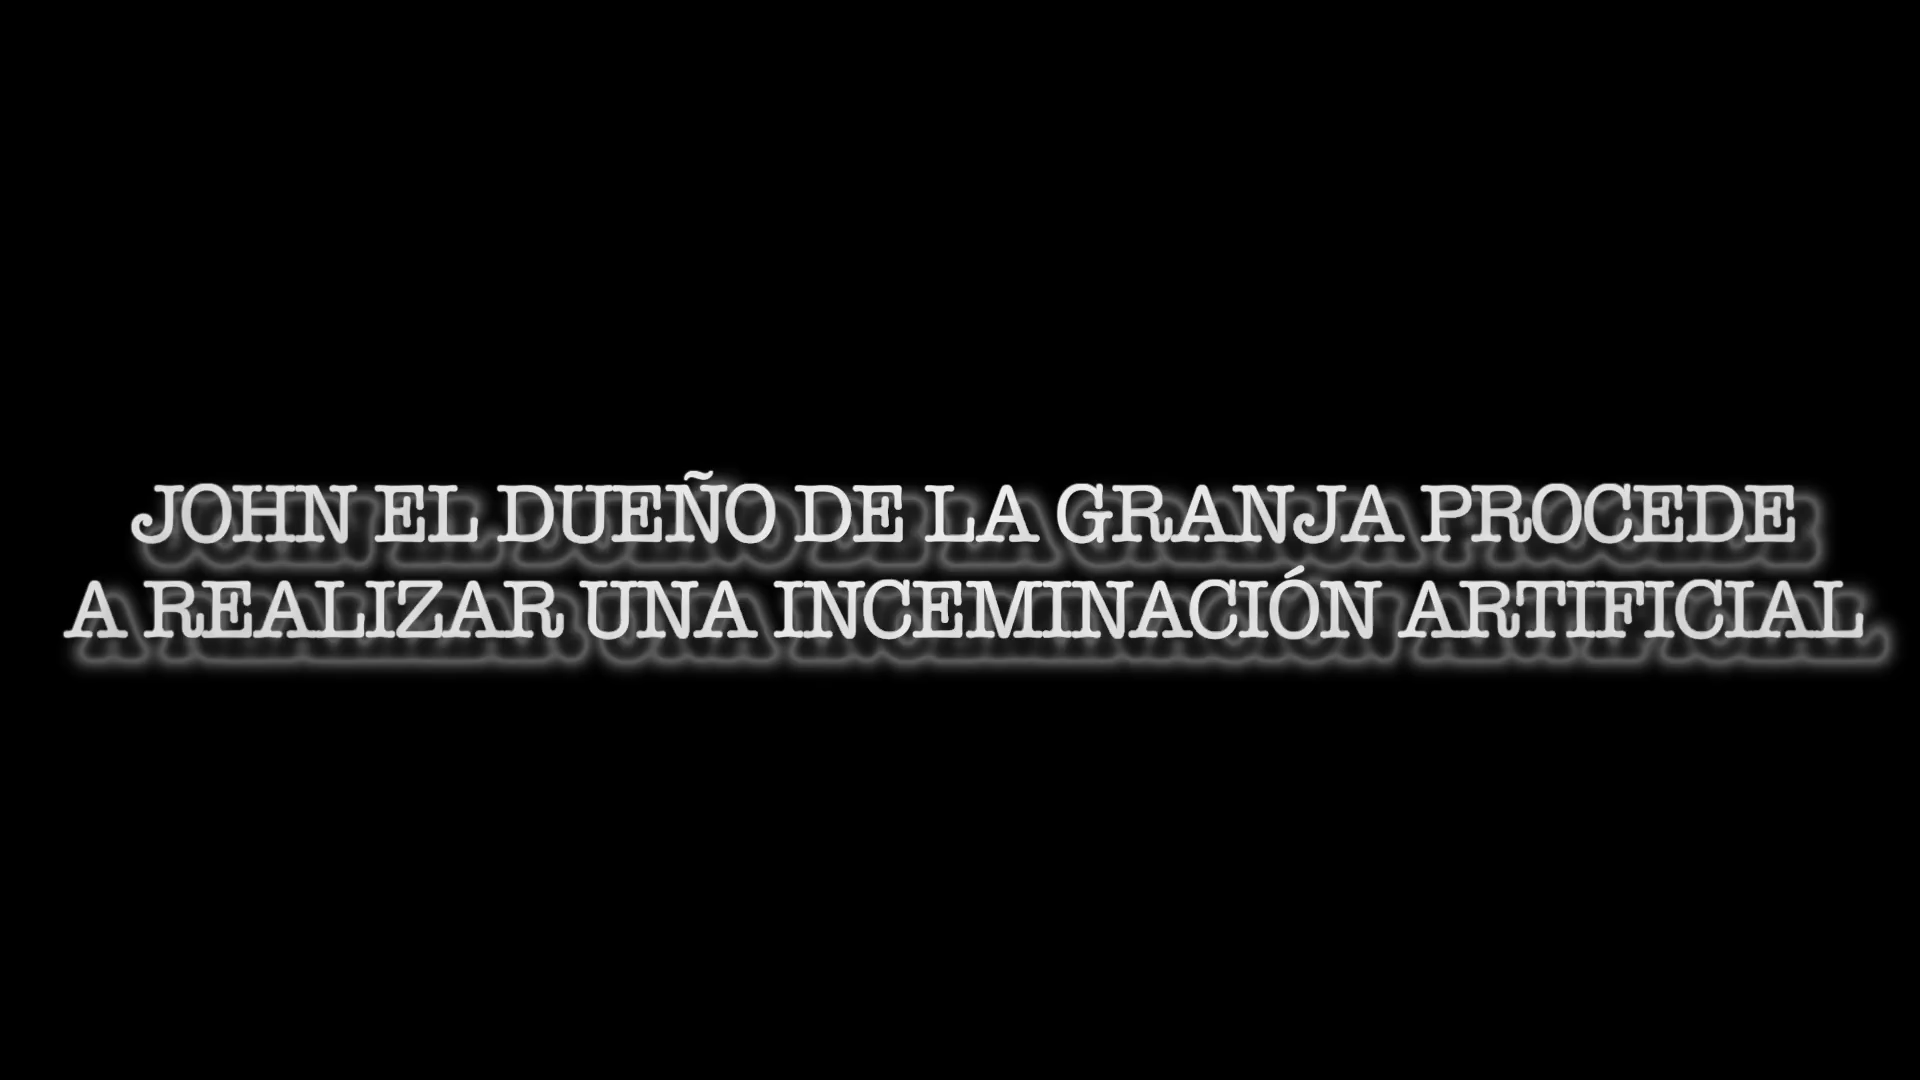 JOHN EL DUEÑO DE LA GRANJA PROCEDE
A REALIZAR UNA INCEMINACIÓN ARTIFICIAL